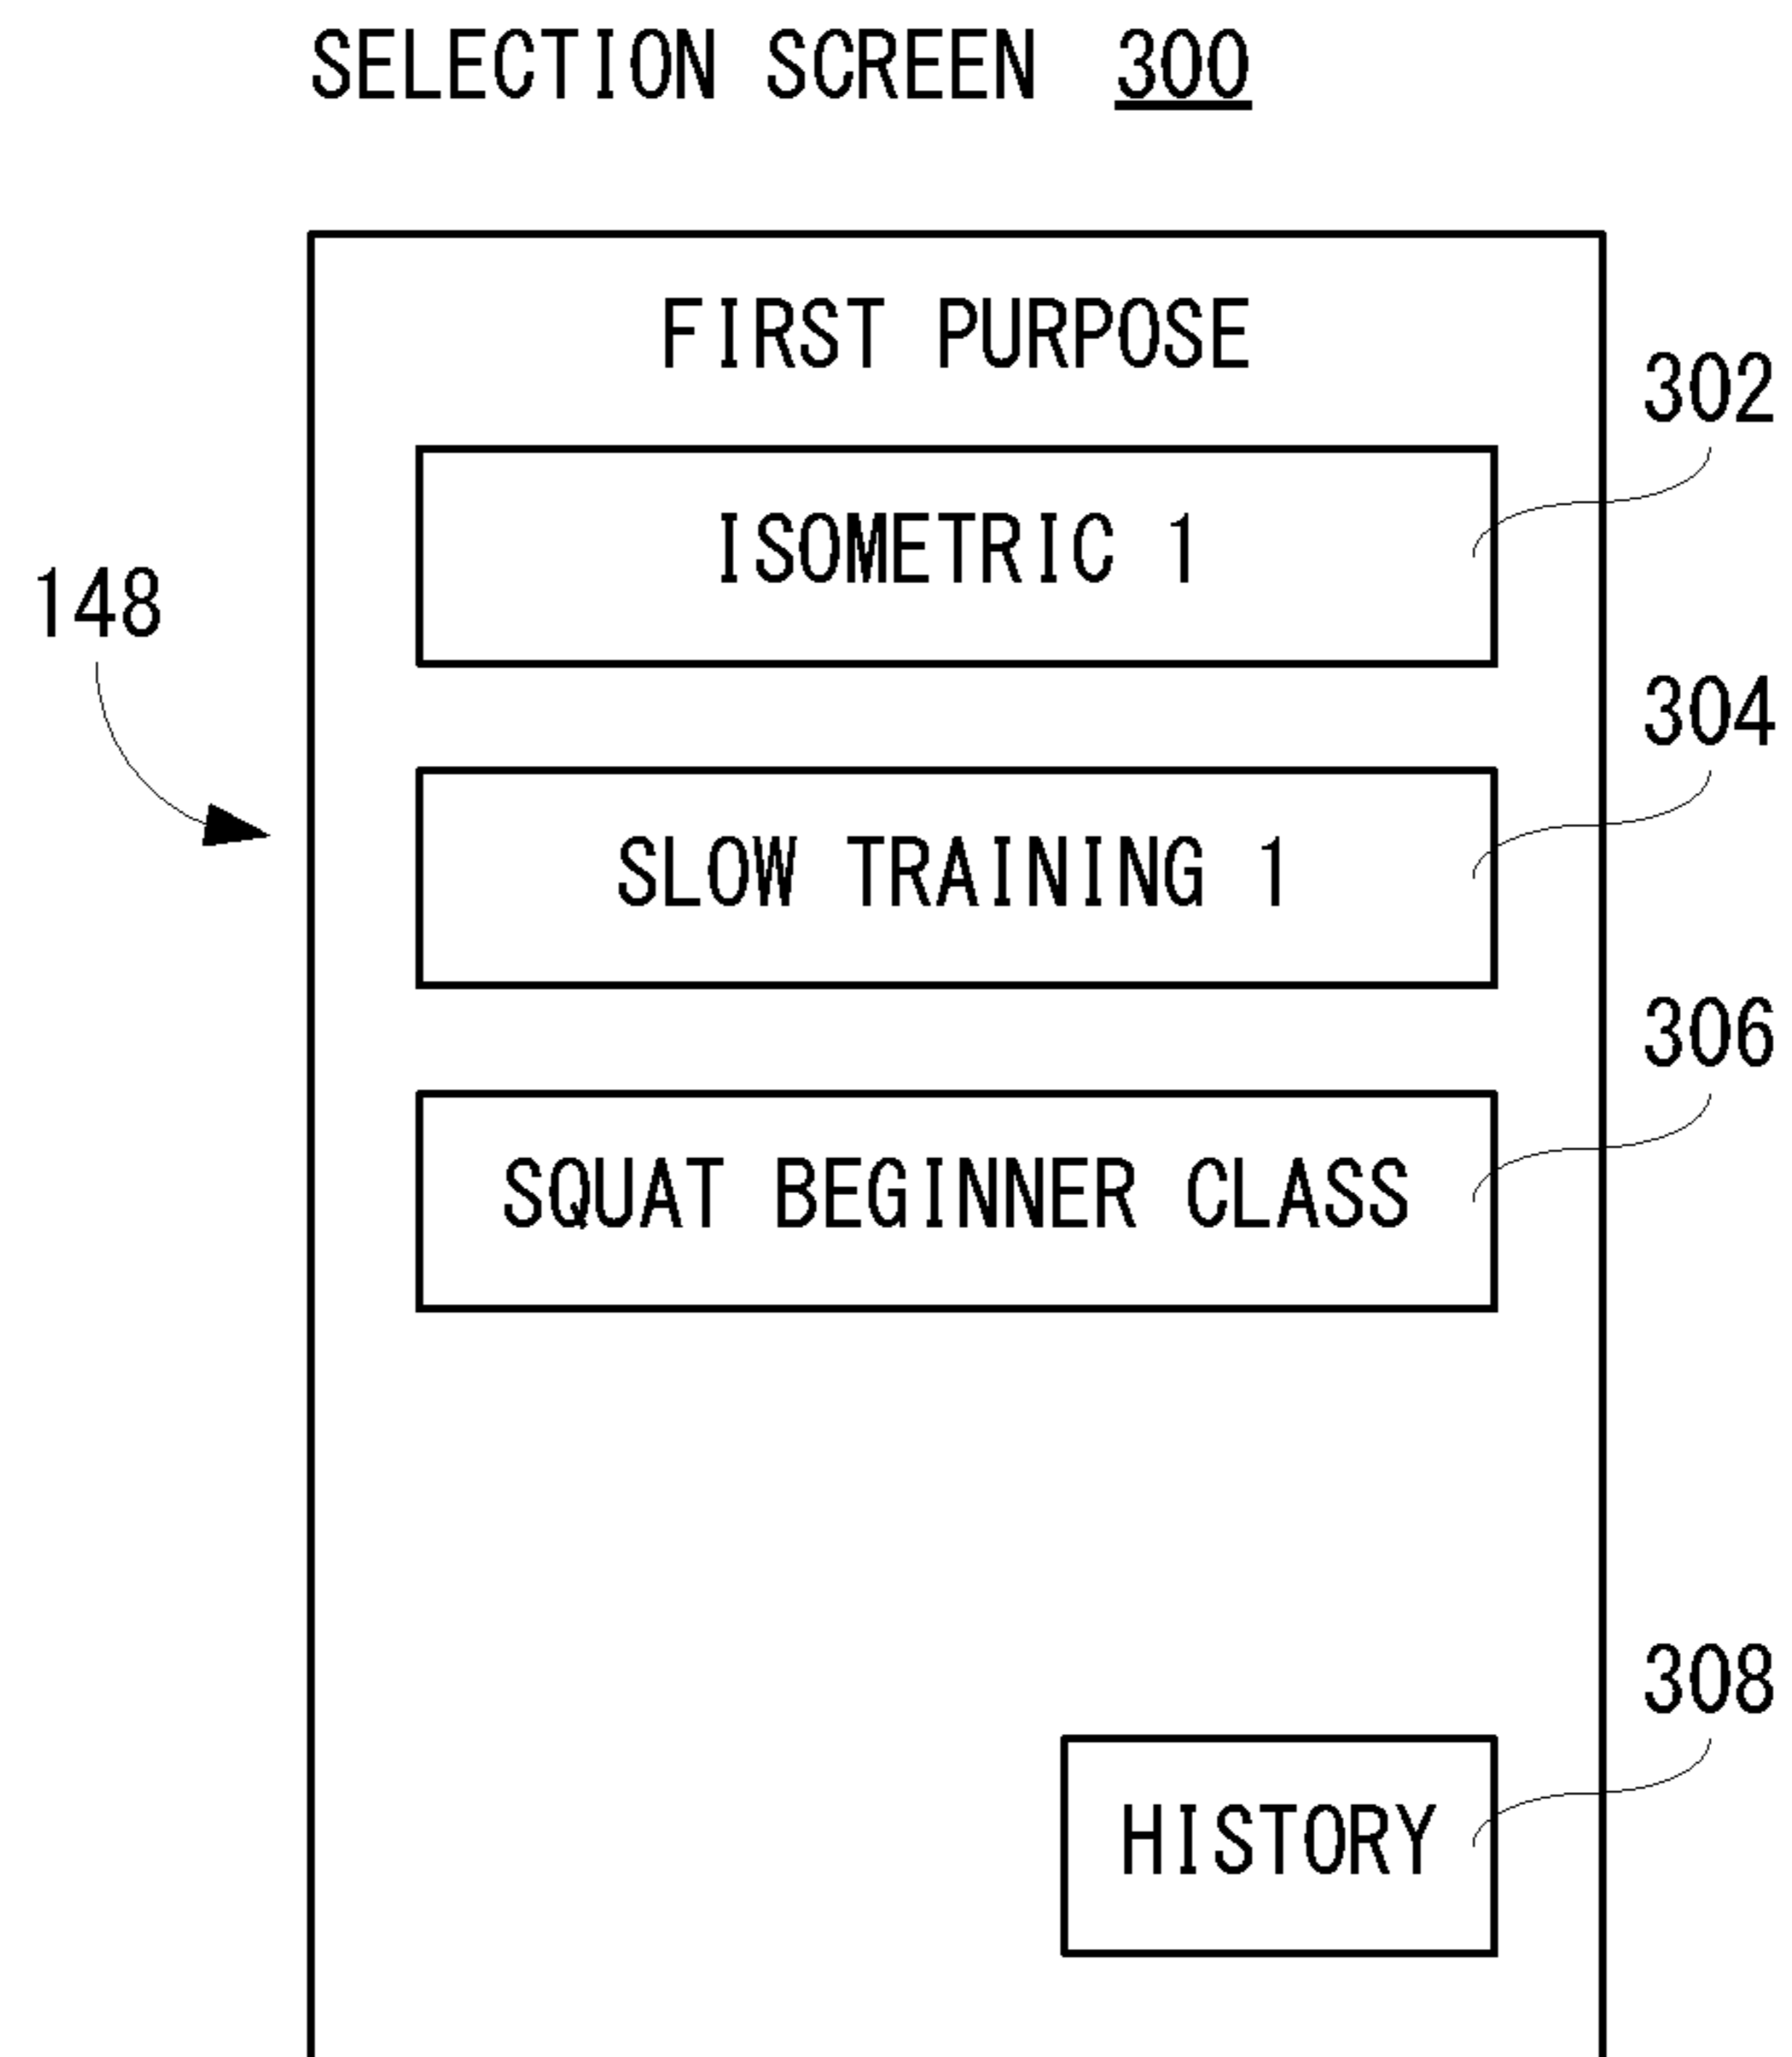 SELECTION SCREEN 300
FIRST PURPOSE
302
ISOMETRIC 1
148
304
SLOW TRAINING 1
306
SQUAT BEGINNER CLASS
308
HISTORY